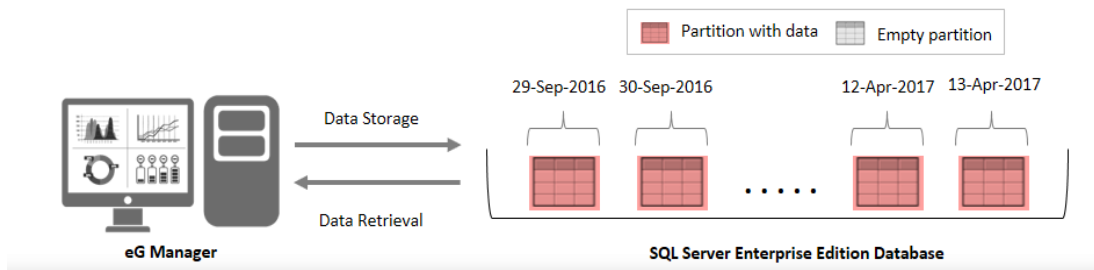 Partition with data
Empty partition
29-Sep-2016
30-Sep-2016
12-Apr-2017
13-Apr-2017
Data Storage
Data Retrieval
eG Manager
SQL Server Enterprise Edition Database